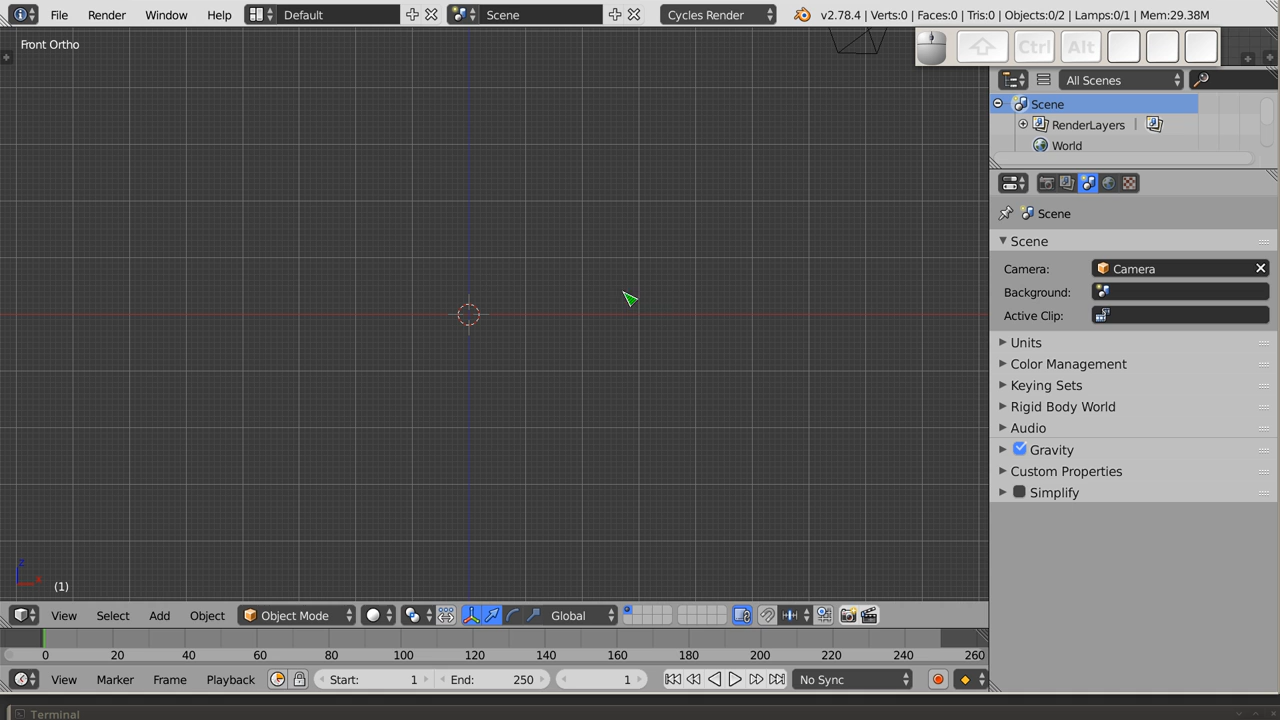 File Render Window Help Default Scene Cycles Render v2.78.4 | Verts:0 | Faces:0 | Tris:0 | Objects:0/2 | Lamps:0/1 | Mem:29.38M
Front Ortho
Ctrl Alt
All Scenes
Scene
RenderLayers
World
Scene
Scene
Camera: Camera
Background:
Active Clip:
Units
Color Management
Keying Sets
Rigid Body World
Audio
Gravity
Custom Properties
Simplify
z
x
(1)
View Select Add Object Object Mode Global
0 20 40 60 80 100 120 140 160 180 200 220 240 260
View Marker Frame Playback Start: 1 End: 250 1 No Sync
Terminal